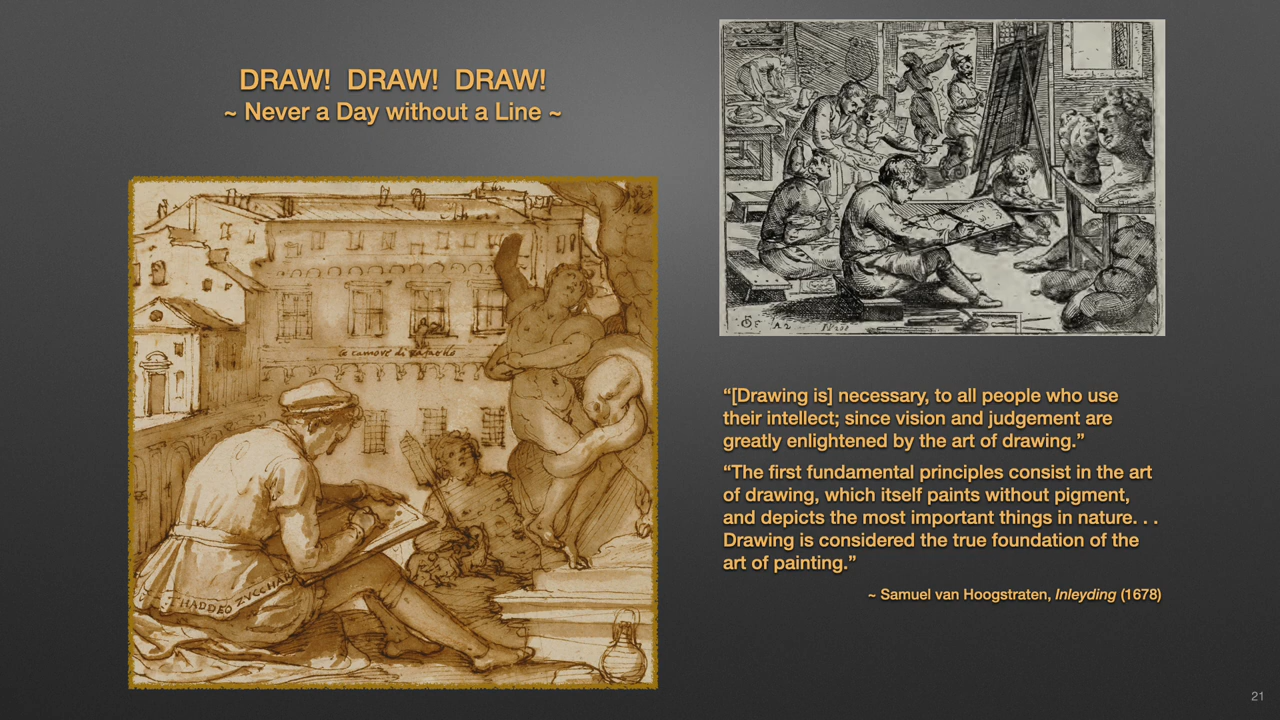 DRAW! DRAW! DRAW!
~ Never a Day without a Line ~
le camore di Rafaello
THADDEO ZVCCHARO
“[Drawing is] necessary, to all people who use
their intellect; since vision and judgement are
greatly enlightened by the art of drawing.”
“The first fundamental principles consist in the art
of drawing, which itself paints without pigment,
and depicts the most important things in nature. . .
Drawing is considered the true foundation of the
art of painting.”
~ Samuel van Hoogstraten, Inleyding (1678)
21